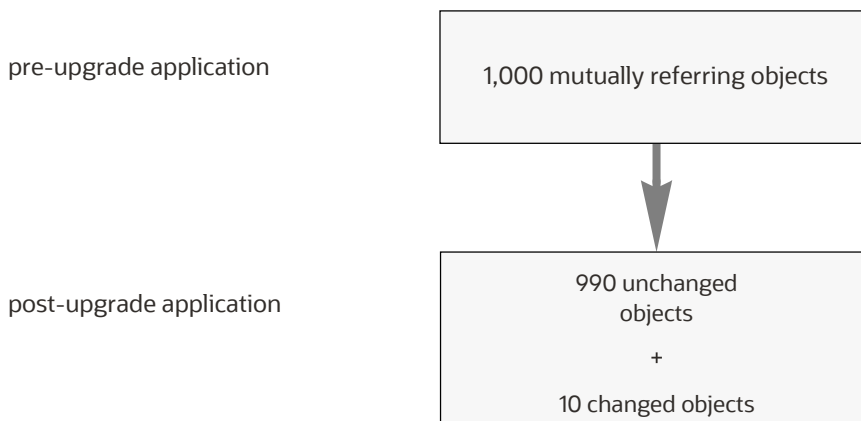 pre-upgrade application
1,000 mutually referring objects
post-upgrade application
990 unchanged
objects
+
10 changed objects